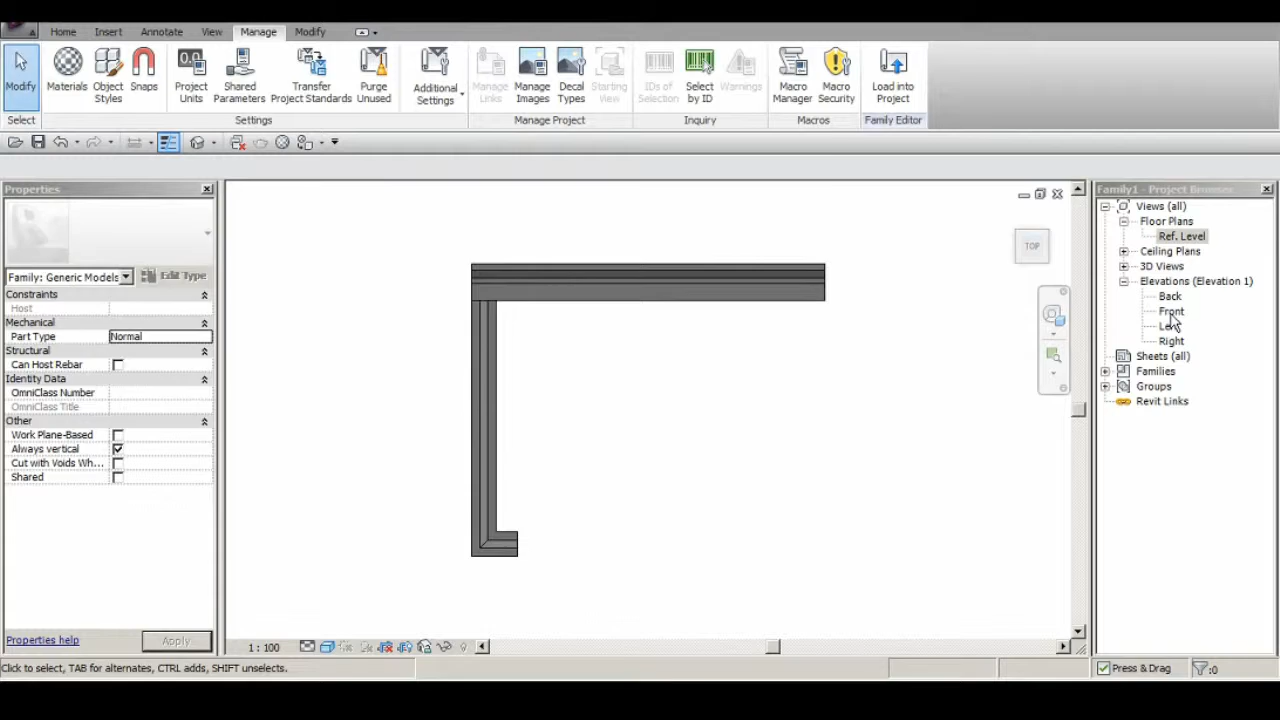 Home Insert Annotate View Manage Modify
Modify
Materials
Object Styles
Snaps
Project Units
Shared Parameters
Transfer Project Standards
Purge Unused
Additional Settings
Manage Links
Manage Images
Decal Types
Starting View
IDs of Selection
Select by ID
Warnings
Macro Manager
Macro Security
Load into Project
Select
Settings
Manage Project
Inquiry
Macros
Family Editor
Properties
Family: Generic Models
Edit Type
Constraints
Host
Mechanical
Part Type Normal
Structural
Can Host Rebar
Identity Data
OmniClass Number
OmniClass Title
Other
Work Plane-Based
Always vertical
Cut with Voids Wh...
Shared
Properties help
Apply
TOP
1 : 100
Family1 - Project Browser
Views (all)
Floor Plans
Ref. Level
Ceiling Plans
3D Views
Elevations (Elevation 1)
Back
Front
Right
Sheets (all)
Families
Groups
Revit Links
Click to select, TAB for alternates, CTRL adds, SHIFT unselects.
Press & Drag
:0